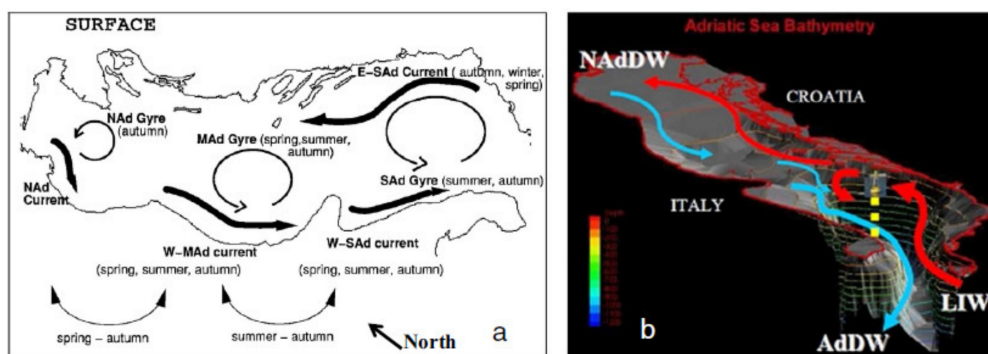 SURFACE
E-SAd Current ( autumn, winter,
spring)
NAd Gyre
(autumn)
MAd Gyre (spring,summer,
autumn)
SAd Gyre (summer, autumn)
NAd
Current
W-MAd current
(spring, summer, autumn)
W-SAd current
(spring, summer, autumn)
spring – autumn
summer – autumn
North
a
Adriatic Sea Bathymetry
NAdDW
CROATIA
ITALY
LIW
AdDW
b